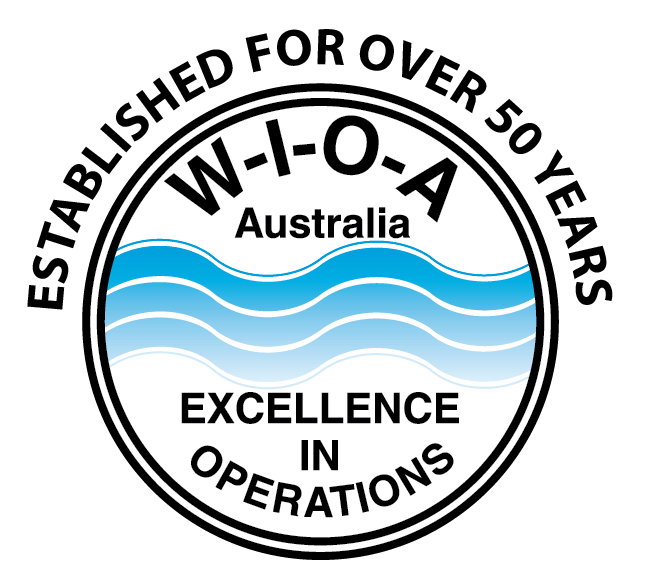 ESTABLISHED FOR OVER 50 YEARS
W-I-O-A
Australia
EXCELLENCE
IN
OPERATIONS